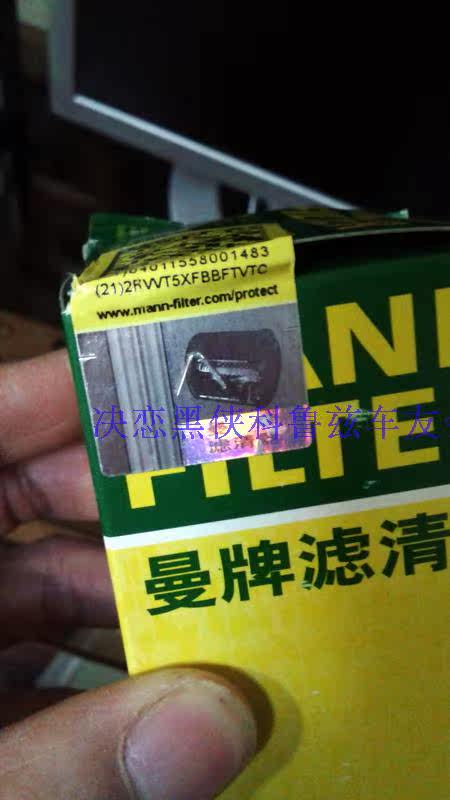 (21)2RVVT5XFBBFTVTC
www.mann-filter.com/protect
决恋黑侠科鲁兹车友
FILTE
曼牌滤清